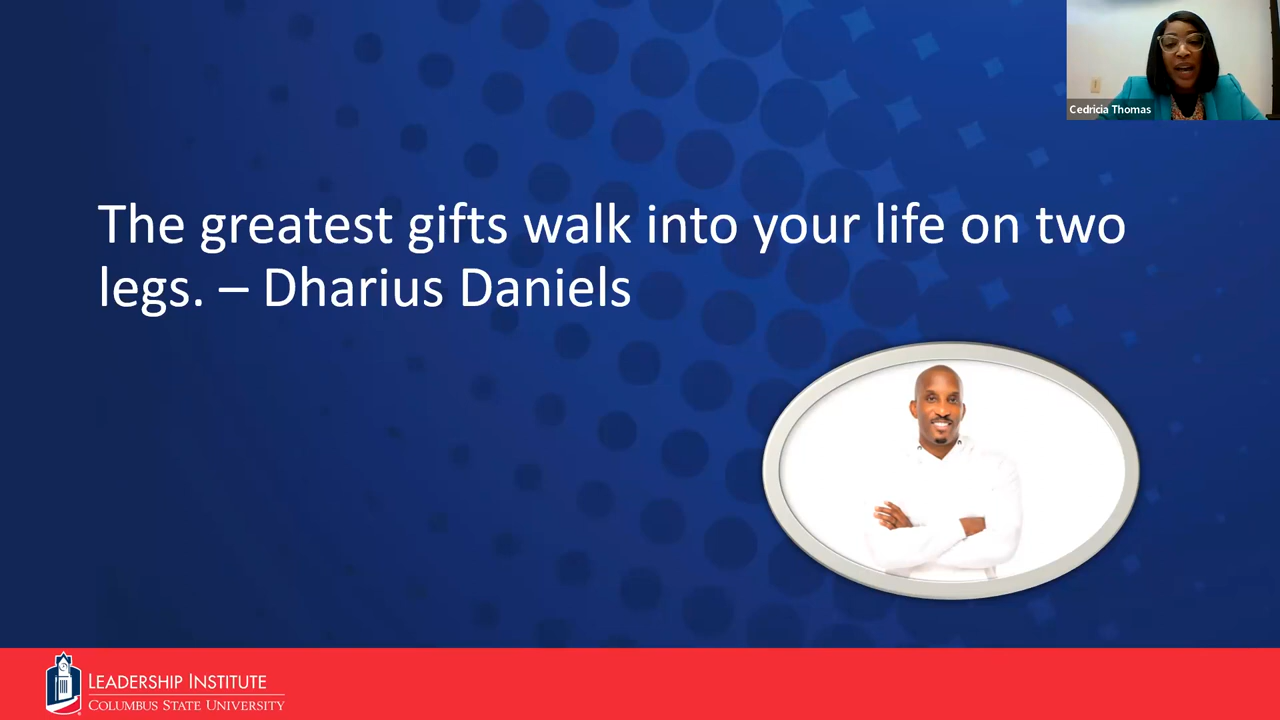 Cedricia Thomas
The greatest gifts walk into your life on two
legs. – Dharius Daniels
LEADERSHIP INSTITUTE
COLUMBUS STATE UNIVERSITY